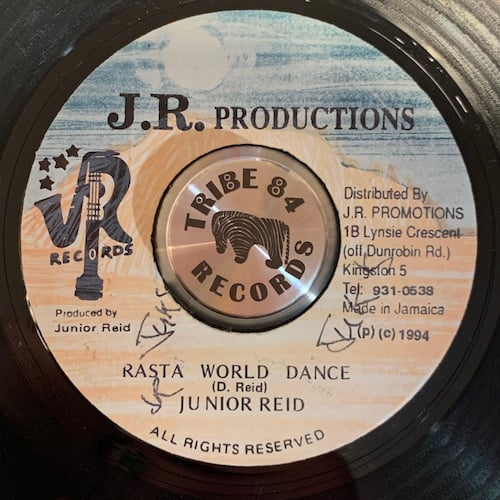 J.R. PRODUCTIONS
JR
RECORDS
TRIBE 84
RECORDS
Distributed By
J.R. PROMOTIONS
1B Lynsie Crescent
(off Dunrobin Rd.)
Kingston 5
Tel: 931-0538
Made in Jamaica
(p) (c) 1994
Produced by
Junior Reid
RASTA WORLD DANCE
(D. Reid)
JUNIOR REID
ALL RIGHTS RESERVED